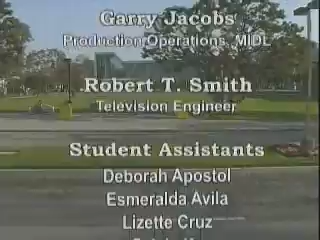 Garry Jacobs
Production Operations, MIDL
Robert T. Smith
Television Engineer
Student Assistants
Deborah Apostol
Esmeralda Avila
Lizette Cruz